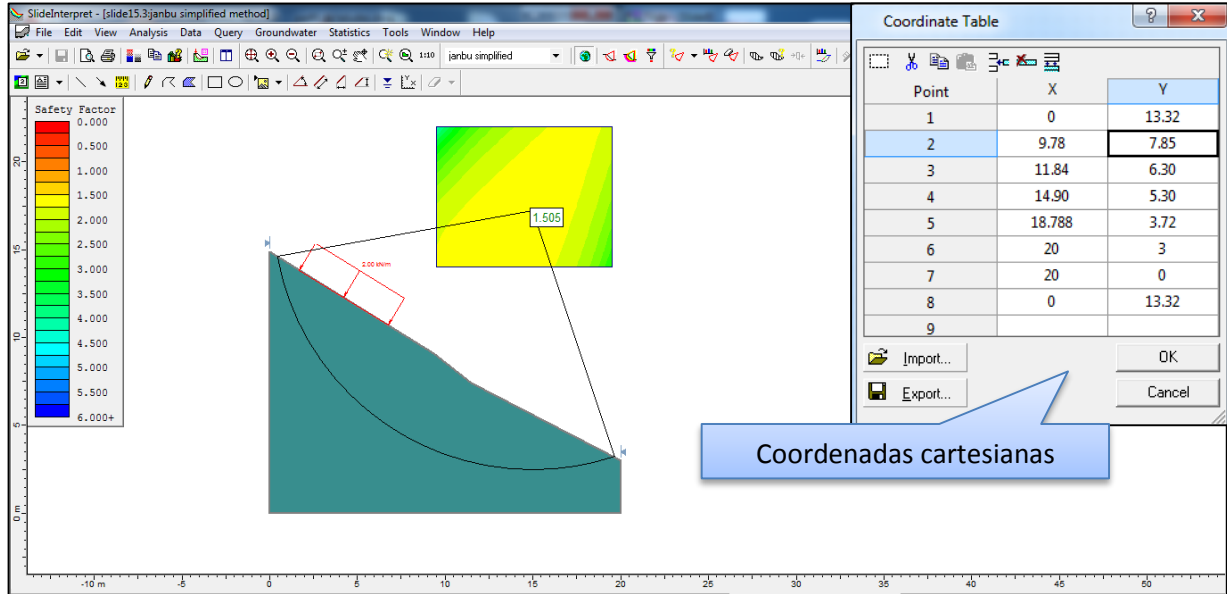 SlideInterpret - [slide15.3:janbu simplified method]
File Edit View Analysis Data Query Groundwater Statistics Tools Window Help
1:10 janbu simplified
Safety Factor
0.000
0.500
1.000
1.500
2.000
2.500
3.000
3.500
4.000
4.500
5.000
5.500
6.000+
20
15
10
5
0 m
1.505
2.00 kN/m
-10 m -5 0 5 10 15 20 25 30 35 40 45 50
Coordinate Table
Point X Y
1 0 13.32
2 9.78 7.85
3 11.84 6.30
4 14.90 5.30
5 18.788 3.72
6 20 3
7 20 0
8 0 13.32
9
Import... OK
Export... Cancel
Coordenadas cartesianas